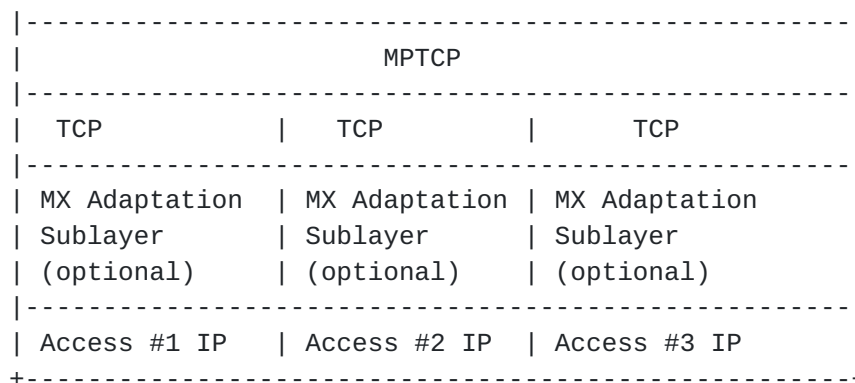 |-----------------------------------------------------
|                       MPTCP
|-----------------------------------------------------
|  TCP           |   TCP         |      TCP
|-----------------------------------------------------
| MX Adaptation  | MX Adaptation | MX Adaptation
| Sublayer       | Sublayer      | Sublayer
| (optional)     | (optional)    | (optional)
|-----------------------------------------------------
| Access #1 IP   | Access #2 IP  | Access #3 IP
+-----------------------------------------------------